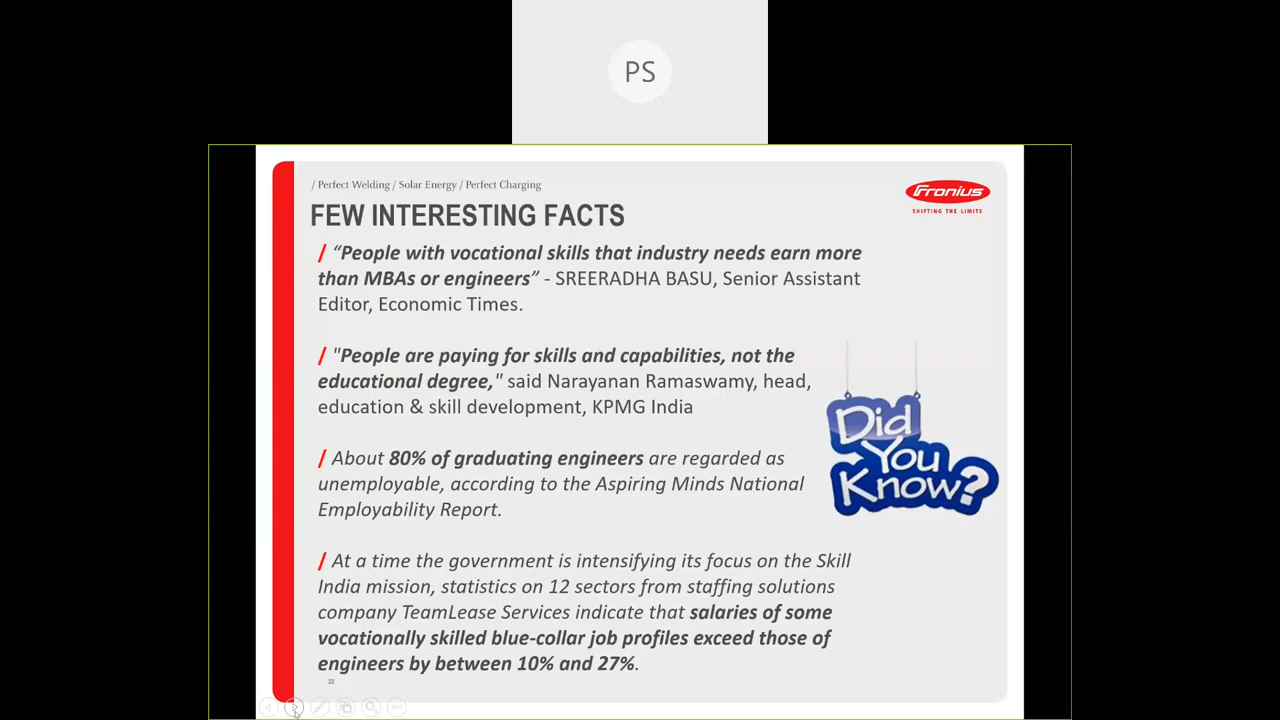 PS
/ Perfect Welding / Solar Energy / Perfect Charging
Fronius
SHIFTING THE LIMITS
FEW INTERESTING FACTS
/ “People with vocational skills that industry needs earn more
than MBAs or engineers” - SREERADHA BASU, Senior Assistant
Editor, Economic Times.
/ "People are paying for skills and capabilities, not the
educational degree," said Narayanan Ramaswamy, head,
education & skill development, KPMG India
Did
You
Know?
/ About 80% of graduating engineers are regarded as
unemployable, according to the Aspiring Minds National
Employability Report.
/ At a time the government is intensifying its focus on the Skill
India mission, statistics on 12 sectors from staffing solutions
company TeamLease Services indicate that salaries of some
vocationally skilled blue-collar job profiles exceed those of
engineers by between 10% and 27%.
22